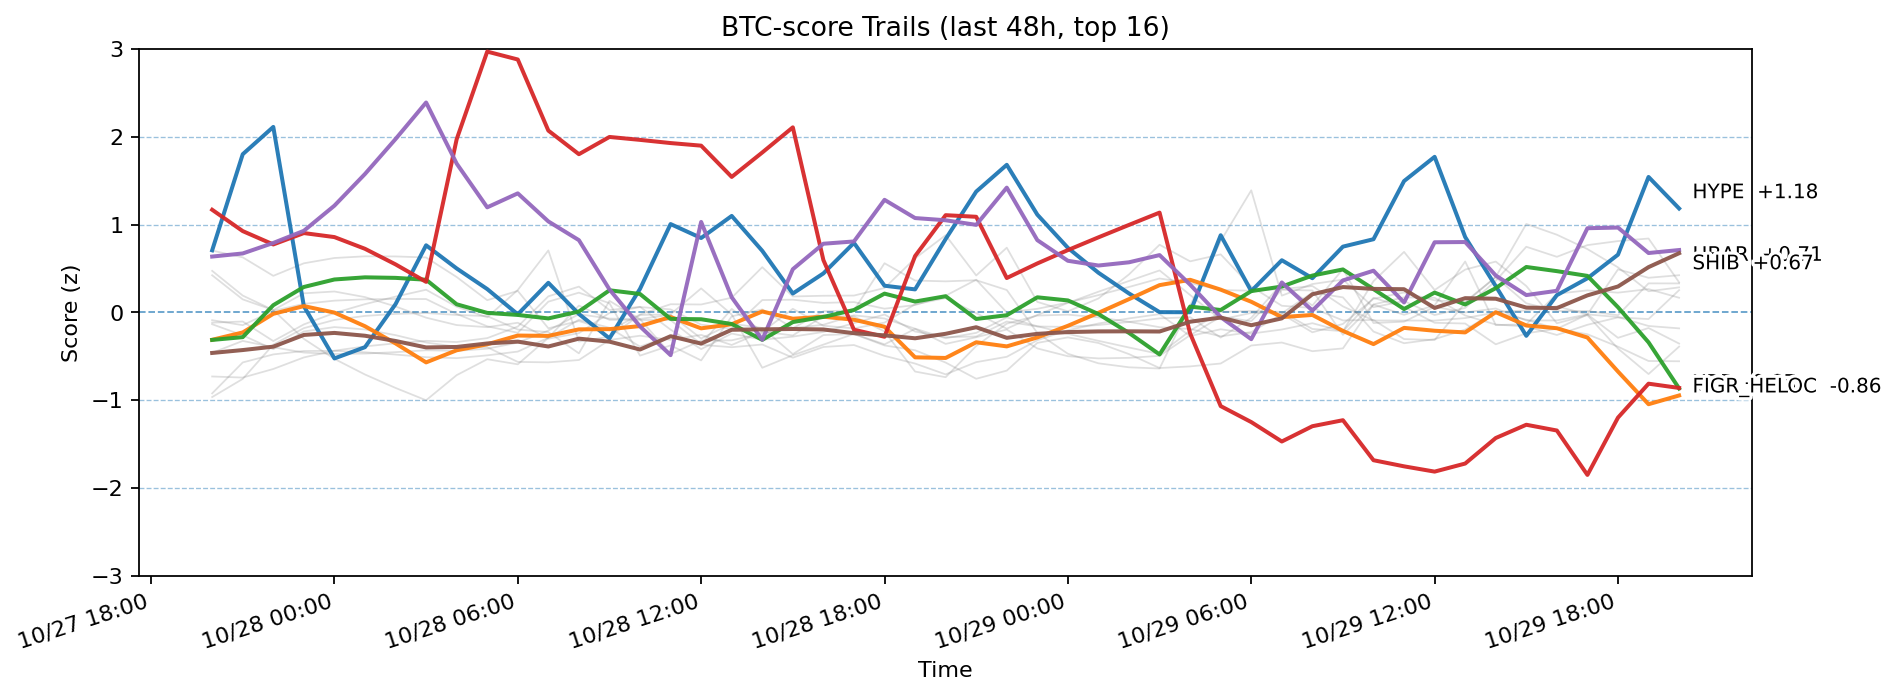 BTC-score Trails (last 48h, top 16)
Score (z)
3
2
1
0
−1
−2
−3
HYPE +1.18
HBAR +0.71
SHIB +0.67
FIGR_HELOC -0.86
10/27 18:00
10/28 00:00
10/28 06:00
10/28 12:00
10/28 18:00
10/29 00:00
10/29 06:00
10/29 12:00
10/29 18:00
Time